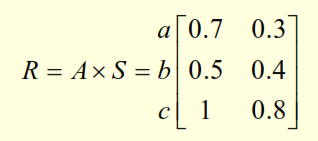 a [0.7 0.3]
R = A × S = b [0.5 0.4]
c [1 0.8]